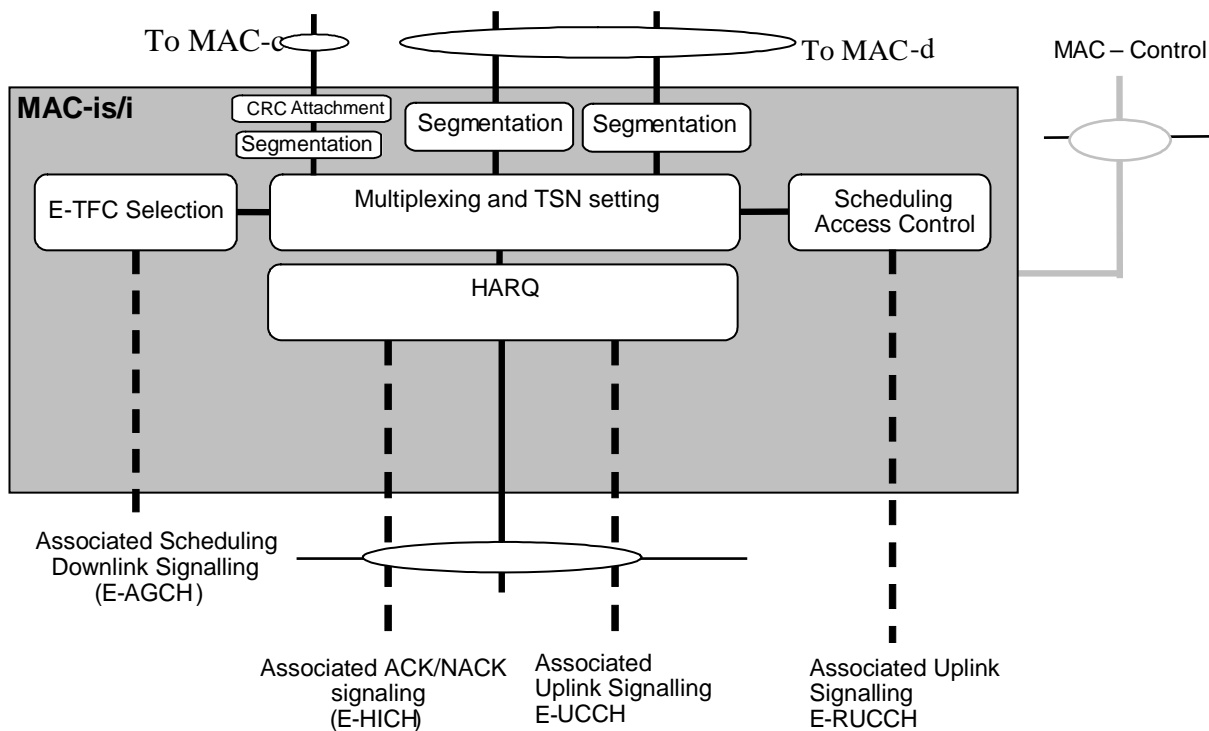 To MAC-c
To MAC-d
MAC – Control
MAC-is/i
CRC Attachment
Segmentation
Segmentation
Segmentation
E-TFC Selection
Multiplexing and TSN setting
Scheduling
Access Control
HARQ
Associated Scheduling
Downlink Signalling
(E-AGCH)
Associated ACK/NACK
signaling
(E-HICH)
Associated
Uplink Signalling
E-UCCH
Associated Uplink
Signalling
E-RUCCH